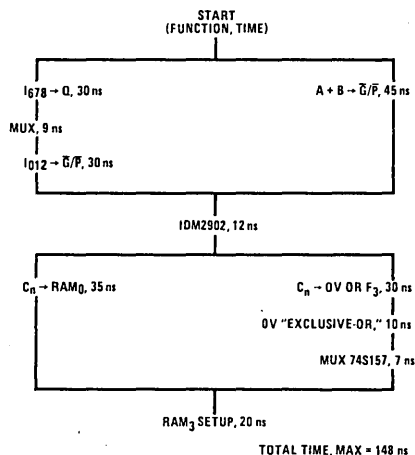 START
(FUNCTION, TIME)
I678 → Q, 30 ns
A + B → G̅/P̅, 45 ns
MUX, 9 ns
I012 → G̅/P̅, 30 ns
IDM2902, 12 ns
Cn → RAM0, 35 ns
Cn → OV OR F3, 30 ns
OV "EXCLUSIVE-OR," 10 ns
MUX 74S157, 7 ns
RAM3 SETUP, 20 ns
TOTAL TIME, MAX = 148 ns